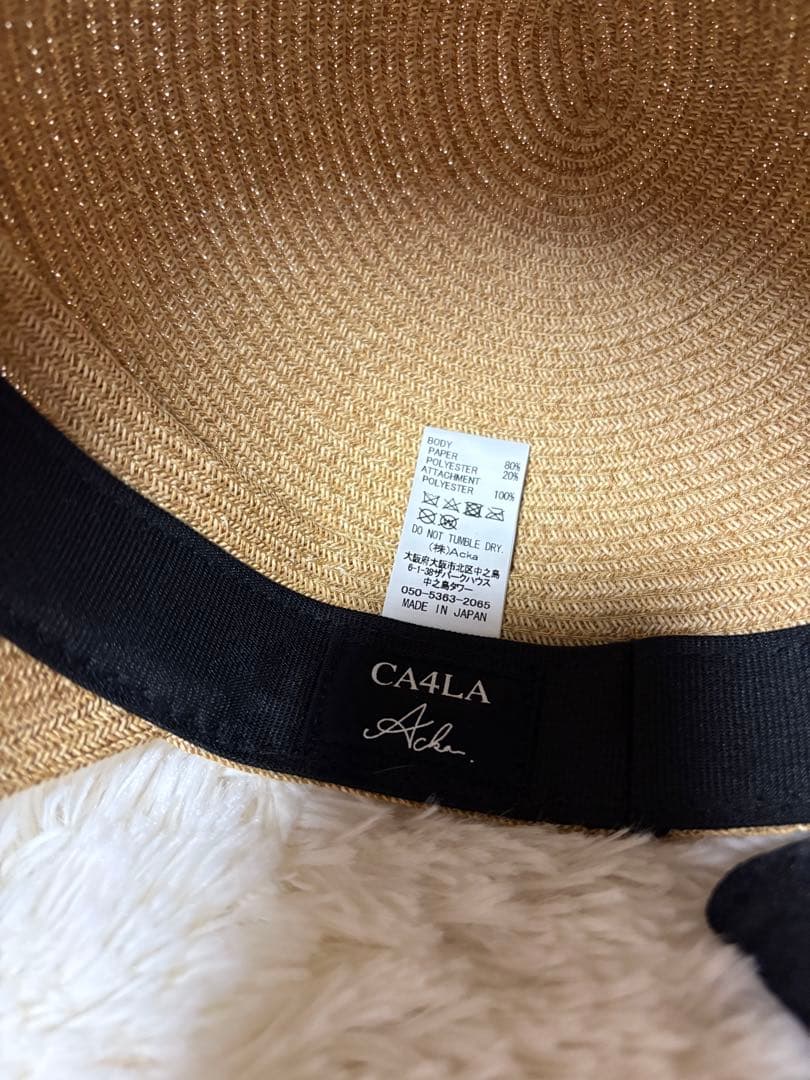 BODY
PAPER 80%
POLYESTER 20%
ATTACHMENT
POLYESTER 100%
DO NOT TUMBLE DRY.
(株)Acka
大阪府大阪市北区中之島
6-1-38ザパークハウス
中之島タワー
050-5363-2065
MADE IN JAPAN
CA4LA
Acka.